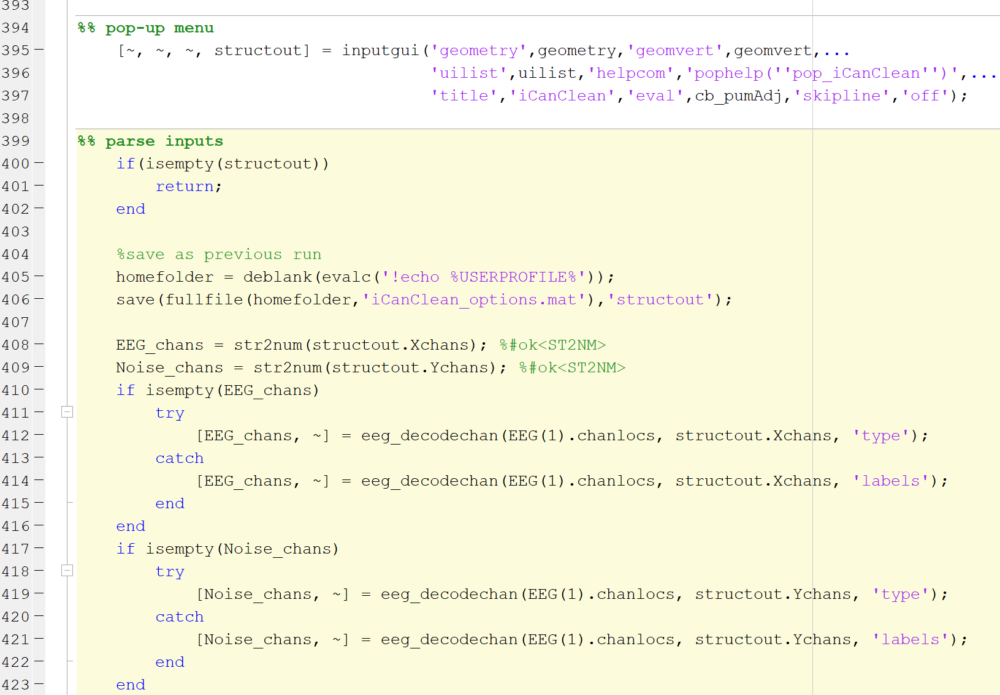 393
394 %% pop-up menu
395 [~, ~, ~, structout] = inputgui('geometry',geometry,'geomvert',geomvert,...
396 'uilist',uilist,'helpcom','pophelp(''pop_iCanClean'')',...
397 'title','iCanClean','eval',cb_pumAdj,'skipline','off');
398
399 %% parse inputs
400 if(isempty(structout))
401 return;
402 end
403
404 %save as previous run
405 homefolder = deblank(evalc('!echo %USERPROFILE%'));
406 save(fullfile(homefolder,'iCanClean_options.mat'),'structout');
407
408 EEG_chans = str2num(structout.Xchans); %#ok<ST2NM>
409 Noise_chans = str2num(structout.Ychans); %#ok<ST2NM>
410 if isempty(EEG_chans)
411 try
412 [EEG_chans, ~] = eeg_decodechan(EEG(1).chanlocs, structout.Xchans, 'type');
413 catch
414 [EEG_chans, ~] = eeg_decodechan(EEG(1).chanlocs, structout.Xchans, 'labels');
415 end
416 end
417 if isempty(Noise_chans)
418 try
419 [Noise_chans, ~] = eeg_decodechan(EEG(1).chanlocs, structout.Ychans, 'type');
420 catch
421 [Noise_chans, ~] = eeg_decodechan(EEG(1).chanlocs, structout.Ychans, 'labels');
422 end
423 end